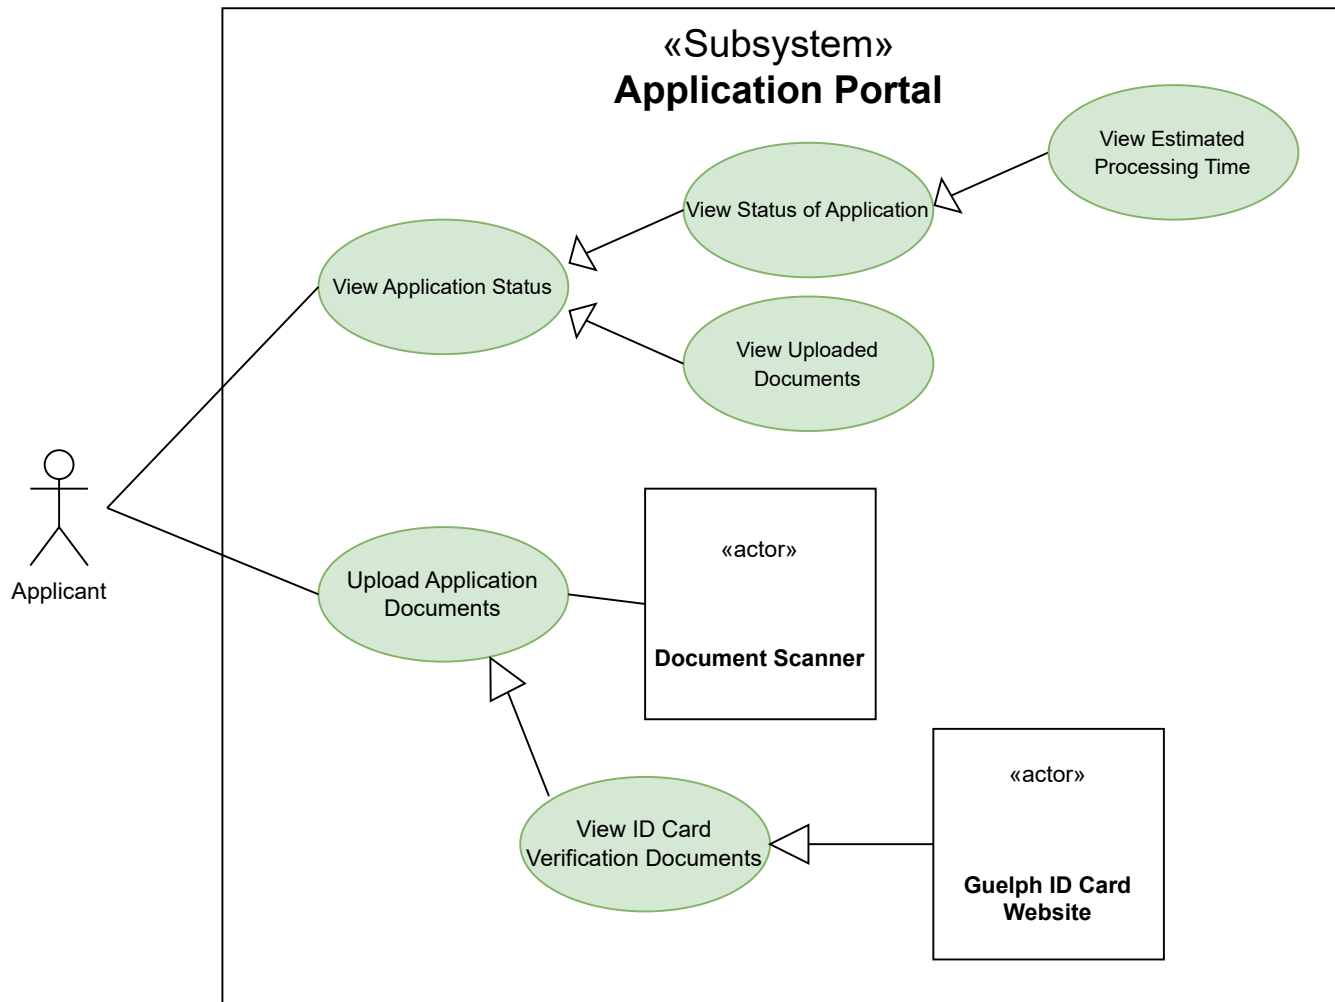 «Subsystem»
Application Portal
View Estimated
Processing Time
View Status of Application
View Application Status
View Uploaded
Documents
Applicant
Upload Application
Documents
«actor»
Document Scanner
View ID Card
Verification Documents
«actor»
Guelph ID Card
Website